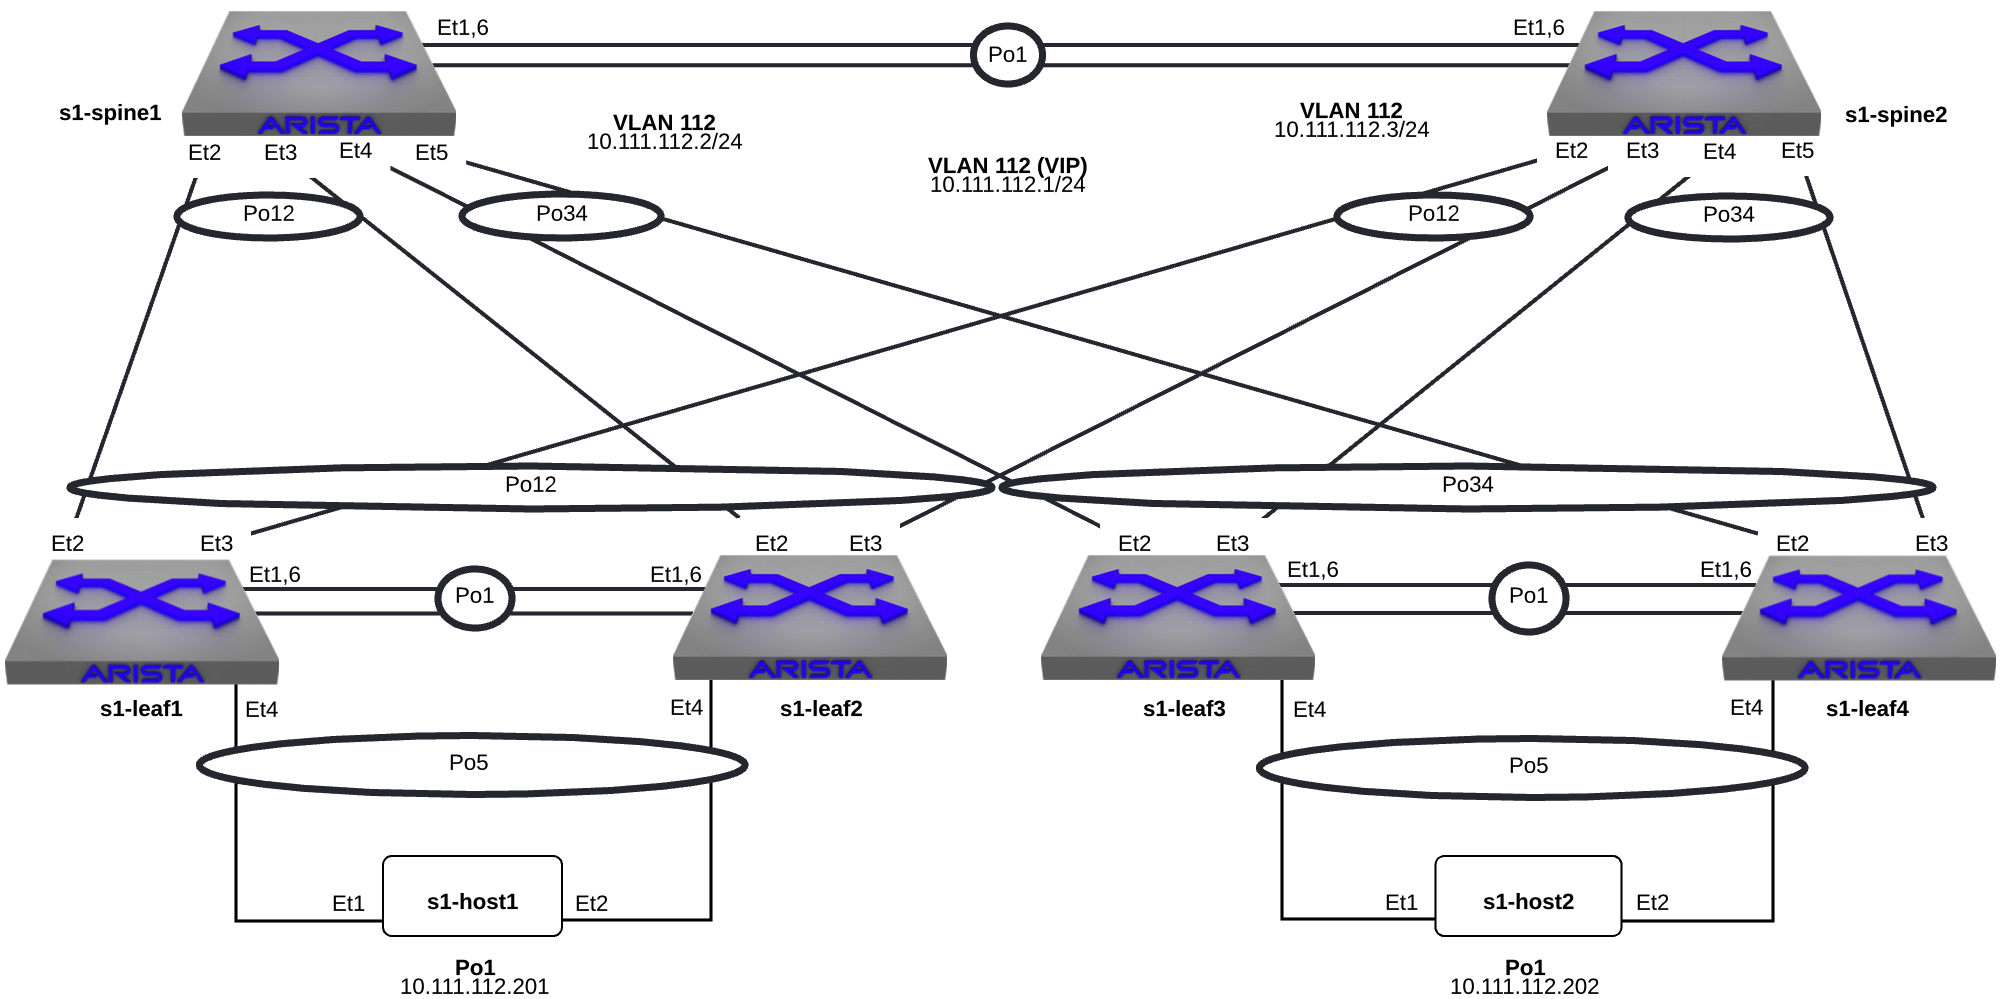 Et1,6
Po1
Et1,6
s1-spine1
ARISTA
VLAN 112
10.111.112.2/24
VLAN 112 (VIP)
10.111.112.1/24
VLAN 112
10.111.112.3/24
ARISTA
s1-spine2
Et2
Et3
Et4
Et5
Et2
Et3
Et4
Et5
Po12
Po34
Po12
Po34
Po12
Po34
Et2
Et3
Et2
Et3
Et2
Et3
Et2
Et3
Et1,6
Po1
Et1,6
Et1,6
Po1
Et1,6
ARISTA
ARISTA
ARISTA
ARISTA
s1-leaf1
Et4
Et4
s1-leaf2
s1-leaf3
Et4
Et4
s1-leaf4
Po5
Po5
Et1
s1-host1
Et2
Et1
s1-host2
Et2
Po1
10.111.112.201
Po1
10.111.112.202